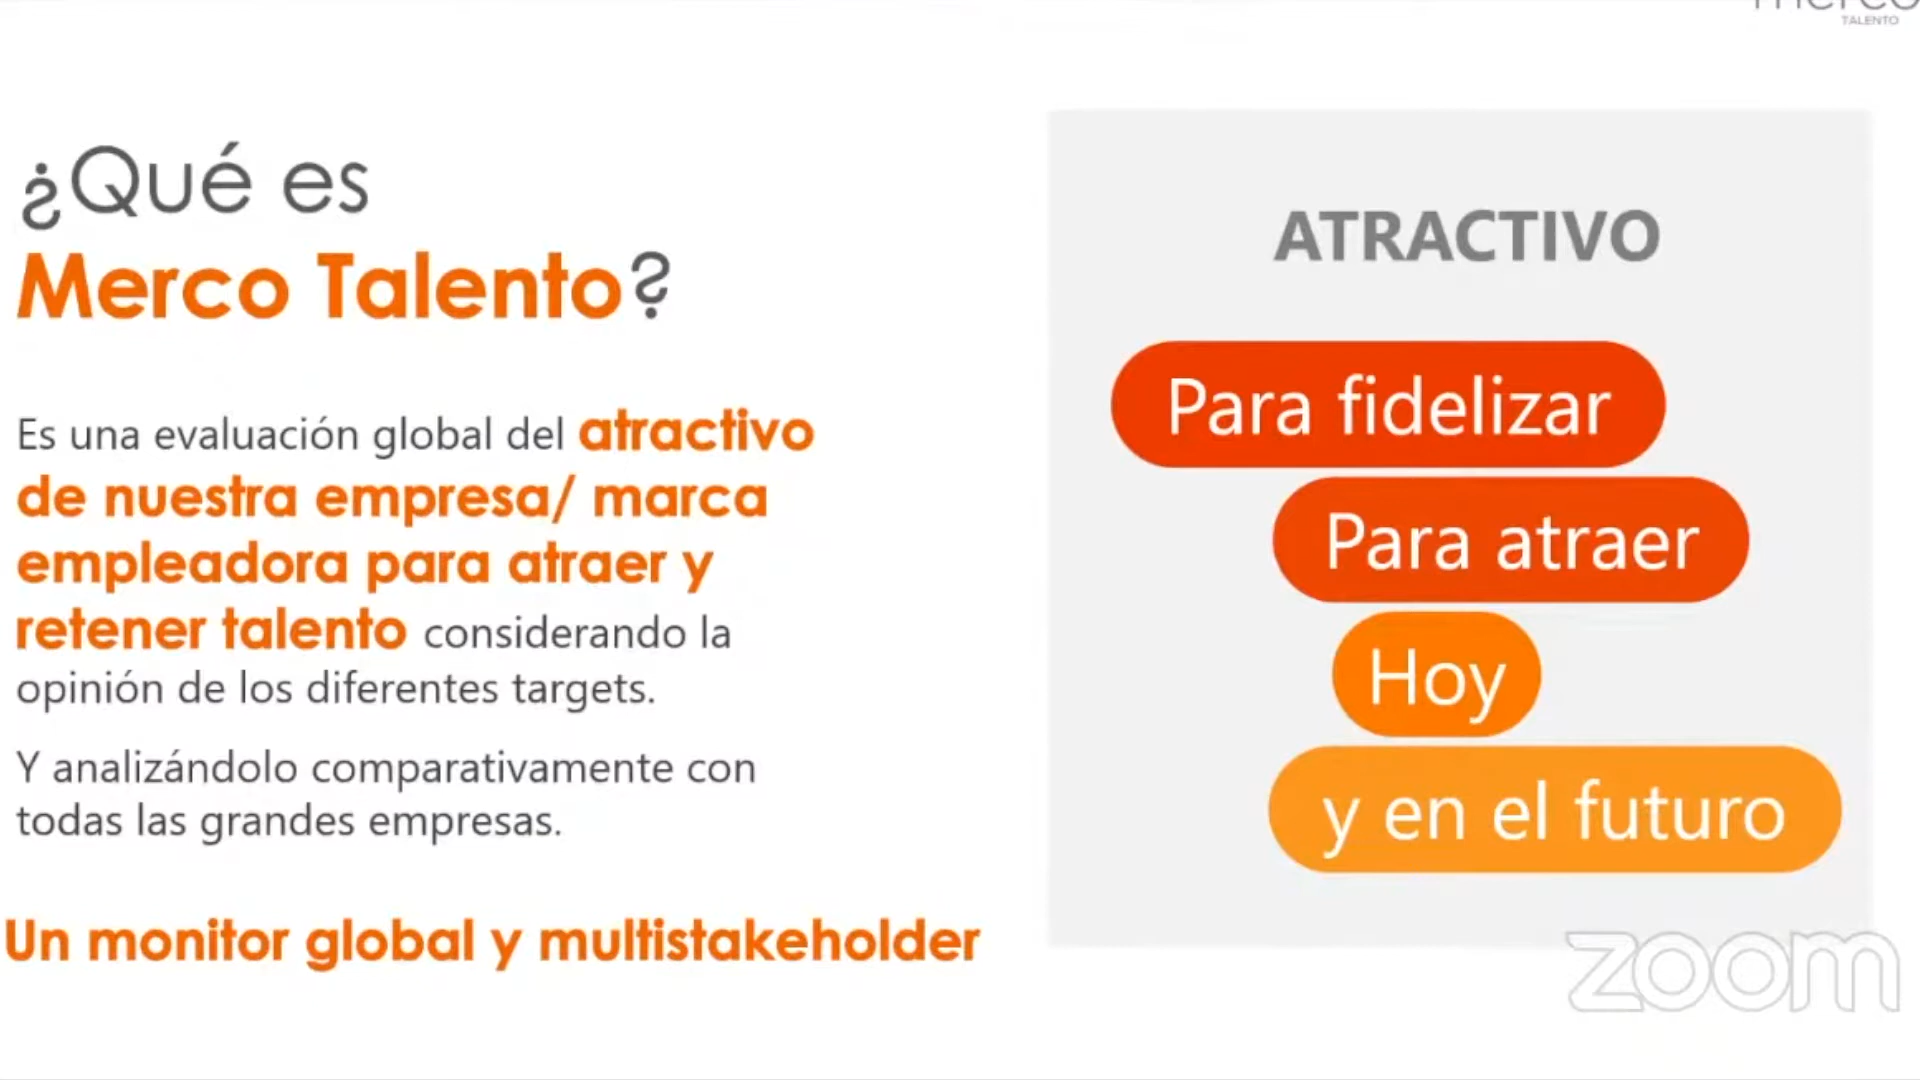 TALENTO
¿Qué es
Merco Talento?
Es una evaluación global del atractivo
de nuestra empresa/ marca
empleadora para atraer y
retener talento considerando la
opinión de los diferentes targets.
Y analizándolo comparativamente con
todas las grandes empresas.
Un monitor global y multistakeholder
ATRACTIVO
Para fidelizar
Para atraer
Hoy
y en el futuro
zoom